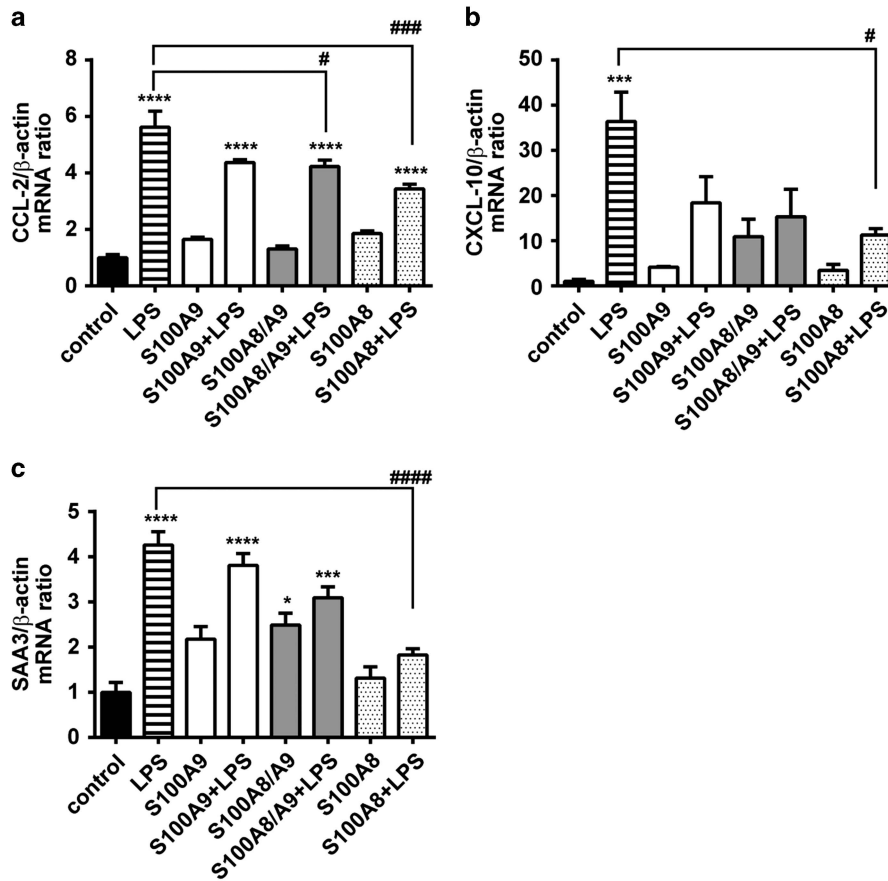 a
###
#
CCL-2/β-actin
mRNA ratio
8
6
4
2
0
****
****
****
****
control
LPS
S100A9
S100A9+LPS
S100A8/A9
S100A8/A9+LPS
S100A8
S100A8+LPS
b
#
CXCL-10/β-actin
mRNA ratio
50
40
30
20
10
0
***
control
LPS
S100A9
S100A9+LPS
S100A8/A9
S100A8/A9+LPS
S100A8
S100A8+LPS
c
####
SAA3/β-actin
mRNA ratio
5
4
3
2
1
0
****
****
*
***
control
LPS
S100A9
S100A9+LPS
S100A8/A9
S100A8/A9+LPS
S100A8
S100A8+LPS